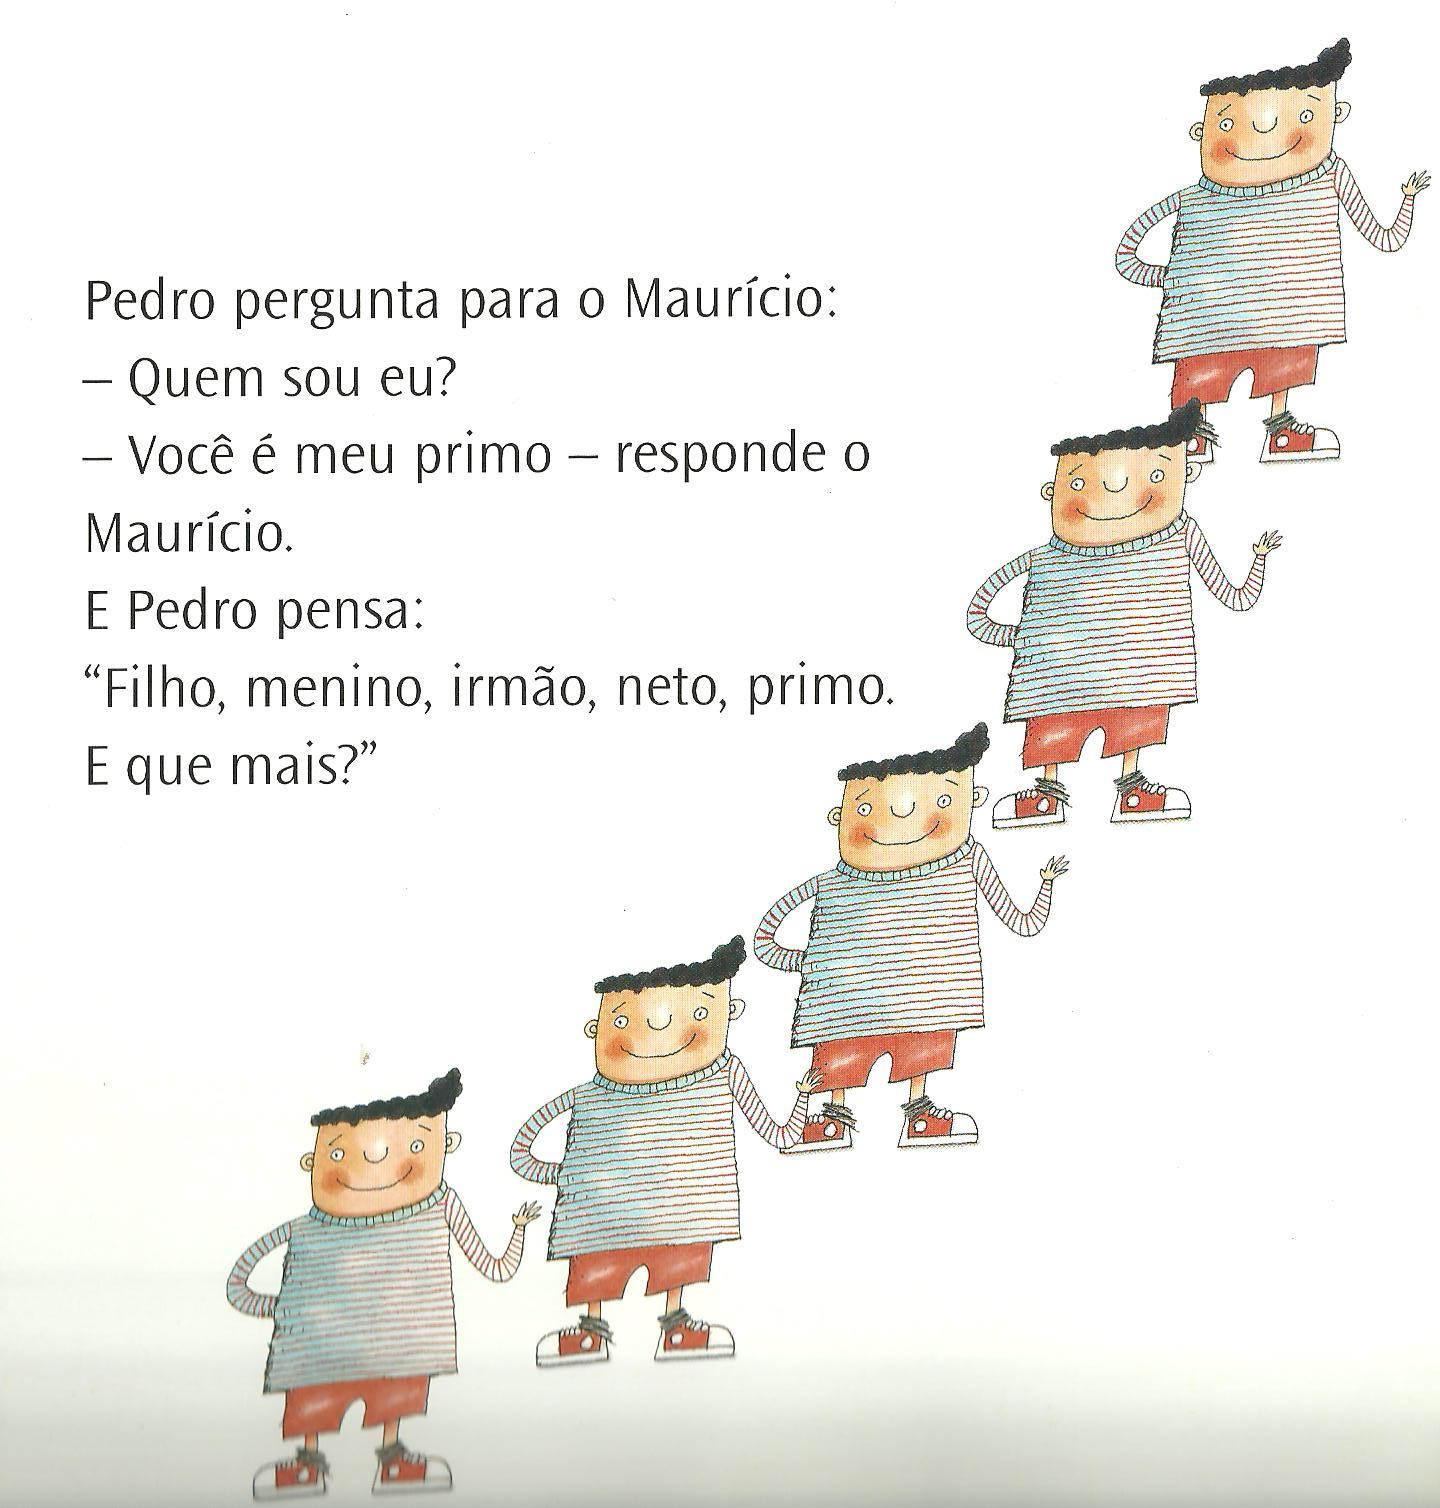 Pedro pergunta para o Maurício:
– Quem sou eu?
– Você é meu primo – responde o
Maurício.
E Pedro pensa:
“Filho, menino, irmão, neto, primo.
E que mais?”